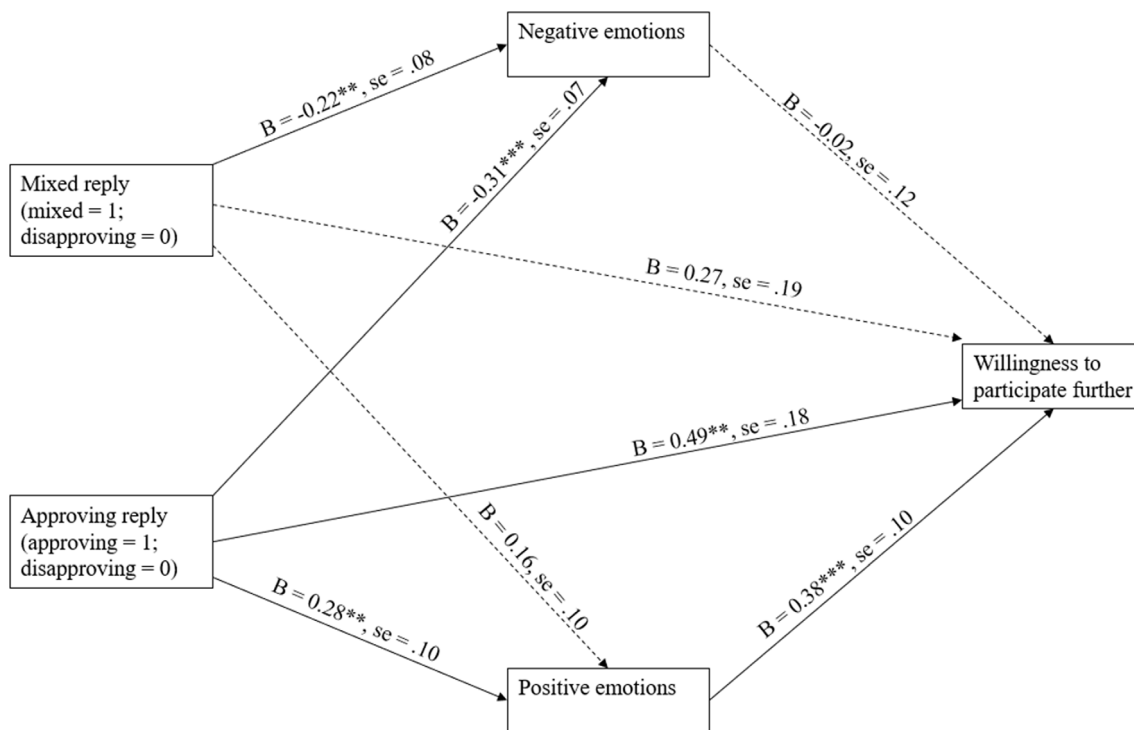 Negative emotions
B = -0.22**, se = .08
B = -0.31***, se = .07
B = -0.02, se = .12
Mixed reply
(mixed = 1;
disapproving = 0)
B = 0.27, se = .19
Willingness to
participate further
B = 0.49**, se = .18
Approving reply
(approving = 1;
disapproving = 0)
B = 0.16, se = .10
B = 0.38***, se = .10
B = 0.28**, se = .10
Positive emotions